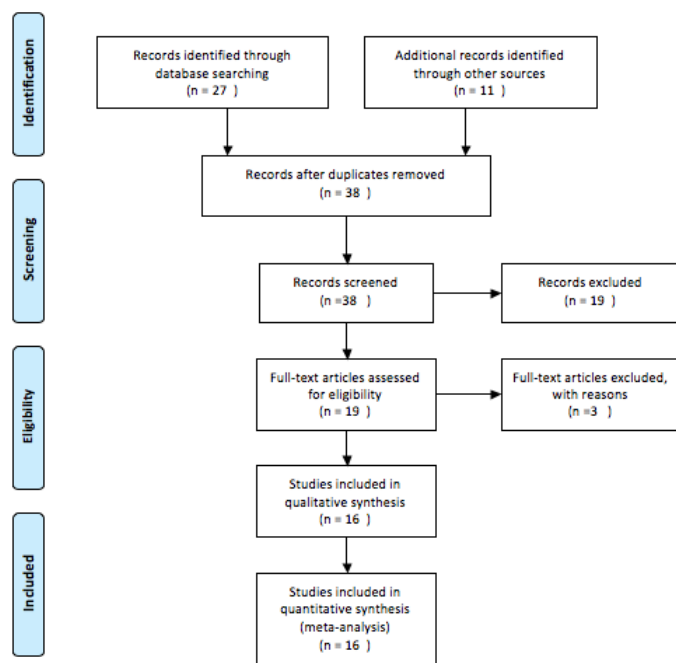 Identification
Records identified through
database searching
(n = 27 )
Additional records identified
through other sources
(n = 11 )
Records after duplicates removed
(n = 38 )
Screening
Records screened
(n =38 )
Records excluded
(n = 19 )
Eligibility
Full-text articles assessed
for eligibility
(n = 19 )
Full-text articles excluded,
with reasons
(n =3 )
Studies included in
qualitative synthesis
(n = 16 )
Included
Studies included in
quantitative synthesis
(meta-analysis)
(n = 16 )